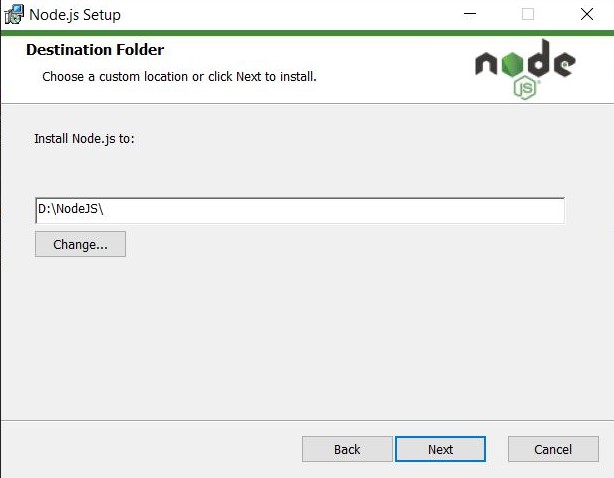 Node.js Setup
Destination Folder
Choose a custom location or click Next to install.
node
JS
Install Node.js to:
D:\NodeJS\
Change...
Back
Next
Cancel